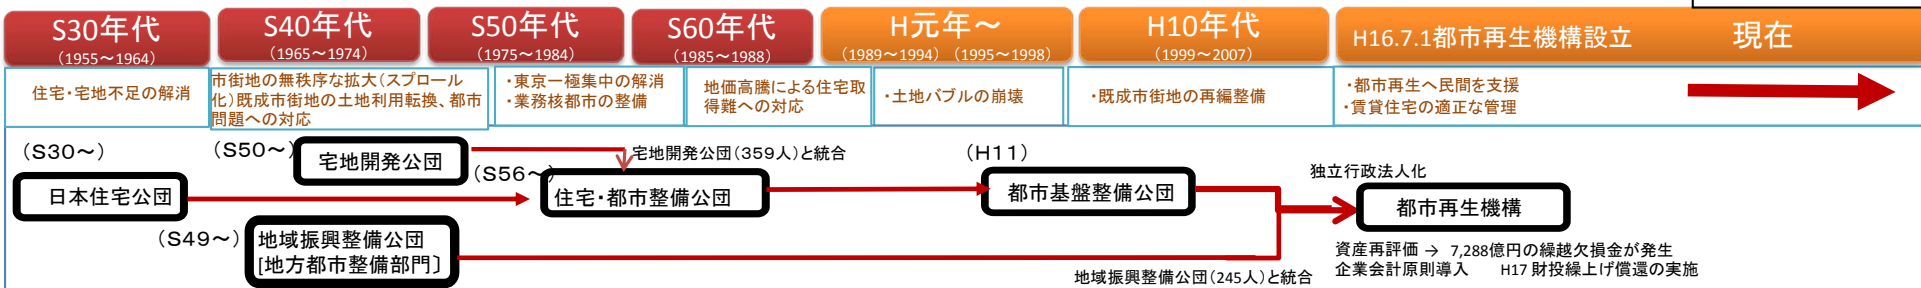 S30年代
(1955～1964)
S40年代
(1965～1974)
S50年代
(1975～1984)
S60年代
(1985～1988)
H元年～
(1989～1994) (1995～1998)
H10年代
(1999～2007)
H16.7.1都市再生機構設立
現在
住宅・宅地不足の解消
市街地の無秩序な拡大(スプロール
化)既成市街地の土地利用転換、都市
問題への対応
・東京一極集中の解消
・業務核都市の整備
地価高騰による住宅取
得難への対応
・土地バブルの崩壊
・既成市街地の再編整備
・都市再生へ民間を支援
・賃貸住宅の適正な管理
(S30～)
日本住宅公団
(S50～)
宅地開発公団
(S56～)
宅地開発公団(359人)と統合
住宅・都市整備公団
(S49～)
地域振興整備公団
[地方都市整備部門]
(H11)
都市基盤整備公団
地域振興整備公団(245人)と統合
独立行政法人化
都市再生機構
資産再評価 → 7,288億円の繰越欠損金が発生
企業会計原則導入 H17 財投繰上げ償還の実施